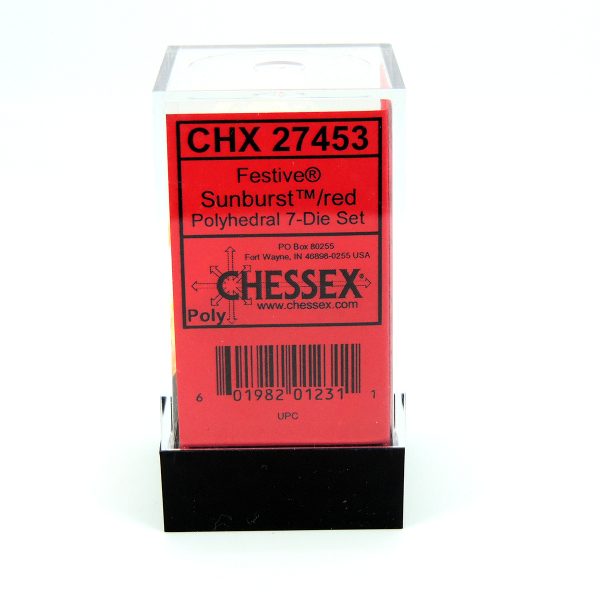 CHX 27453
Festive®
Sunburst™/red
Polyhedral 7-Die Set
PO Box 80255
Fort Wayne, IN 46898-0255 USA
CHESSEX®
www.chessex.com
Poly
6 01982 01231 1
UPC